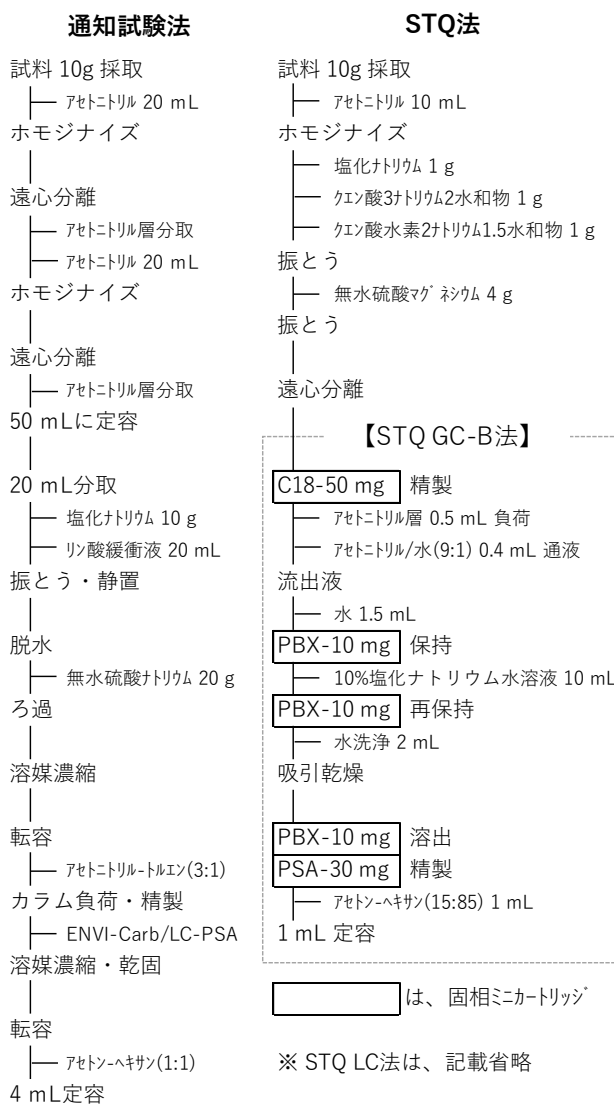 通知試験法
試料 10g 採取
アセトニトリル 20 mL
ホモジナイズ
遠心分離
アセトニトリル層分取
アセトニトリル 20 mL
ホモジナイズ
遠心分離
アセトニトリル層分取
50 mLに定容
20 mL分取
塩化ナトリウム 10 g
リン酸緩衝液 20 mL
振とう・静置
脱水
無水硫酸ナトリウム 20 g
ろ過
溶媒濃縮
転容
アセトニトリル-トルエン(3:1)
カラム負荷・精製
ENVI-Carb/LC-PSA
溶媒濃縮・乾固
転容
アセトン-ヘキサン(1:1)
4 mL定容
STQ法
試料 10g 採取
アセトニトリル 10 mL
ホモジナイズ
塩化ナトリウム 1 g
クエン酸3ナトリウム2水和物 1 g
クエン酸水素2ナトリウム1.5水和物 1 g
振とう
無水硫酸マグネシウム 4 g
振とう
遠心分離
【STQ GC-B法】
C18-50 mg 精製
アセトニトリル層 0.5 mL 負荷
アセトニトリル/水(9:1) 0.4 mL 通液
流出液
水 1.5 mL
PBX-10 mg 保持
10%塩化ナトリウム水溶液 10 mL
PBX-10 mg 再保持
水洗浄 2 mL
吸引乾燥
PBX-10 mg 溶出
PSA-30 mg 精製
アセトン-ヘキサン(15:85) 1 mL
1 mL 定容
は、固相ミニカートリッジ
※ STQ LC法は、記載省略